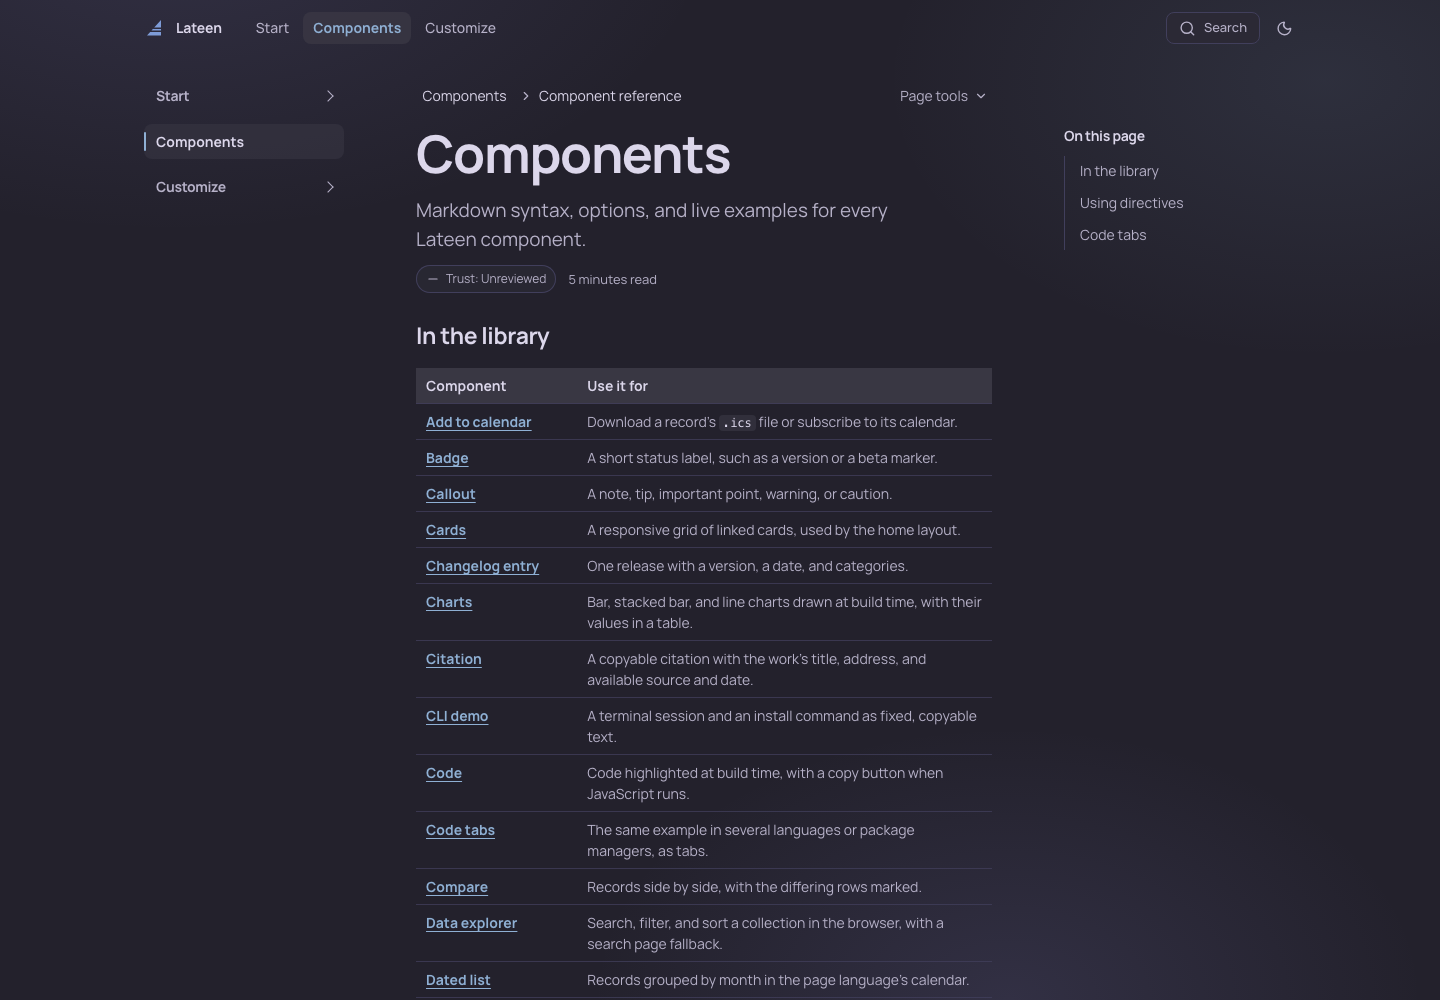 Lateen
Start
Components
Customize
Search
Start
Components
Customize
Components
Component reference
Page tools
Components
Markdown syntax, options, and live examples for every
Lateen component.
Trust: Unreviewed
5 minutes read
On this page
In the library
Using directives
Code tabs
In the library
Component Use it for
Add to calendar Download a record’s .ics file or subscribe to its calendar.
Badge A short status label, such as a version or a beta marker.
Callout A note, tip, important point, warning, or caution.
Cards A responsive grid of linked cards, used by the home layout.
Changelog entry One release with a version, a date, and categories.
Charts Bar, stacked bar, and line charts drawn at build time, with their
values in a table.
Citation A copyable citation with the work’s title, address, and
available source and date.
CLI demo A terminal session and an install command as fixed, copyable
text.
Code Code highlighted at build time, with a copy button when
JavaScript runs.
Code tabs The same example in several languages or package
managers, as tabs.
Compare Records side by side, with the differing rows marked.
Data explorer Search, filter, and sort a collection in the browser, with a
search page fallback.
Dated list Records grouped by month in the page language’s calendar.